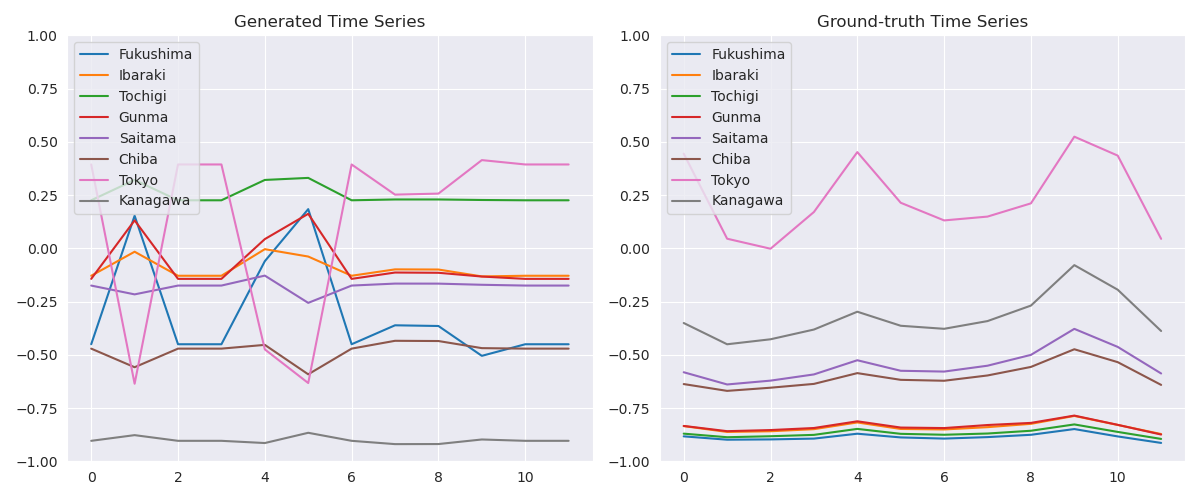 Generated Time Series
1.00
0.75
0.50
0.25
0.00
−0.25
−0.50
−0.75
−1.00
Fukushima
Ibaraki
Tochigi
Gunma
Saitama
Chiba
Tokyo
Kanagawa
0 2 4 6 8 10
Ground-truth Time Series
1.00
0.75
0.50
0.25
0.00
−0.25
−0.50
−0.75
−1.00
Fukushima
Ibaraki
Tochigi
Gunma
Saitama
Chiba
Tokyo
Kanagawa
0 2 4 6 8 10